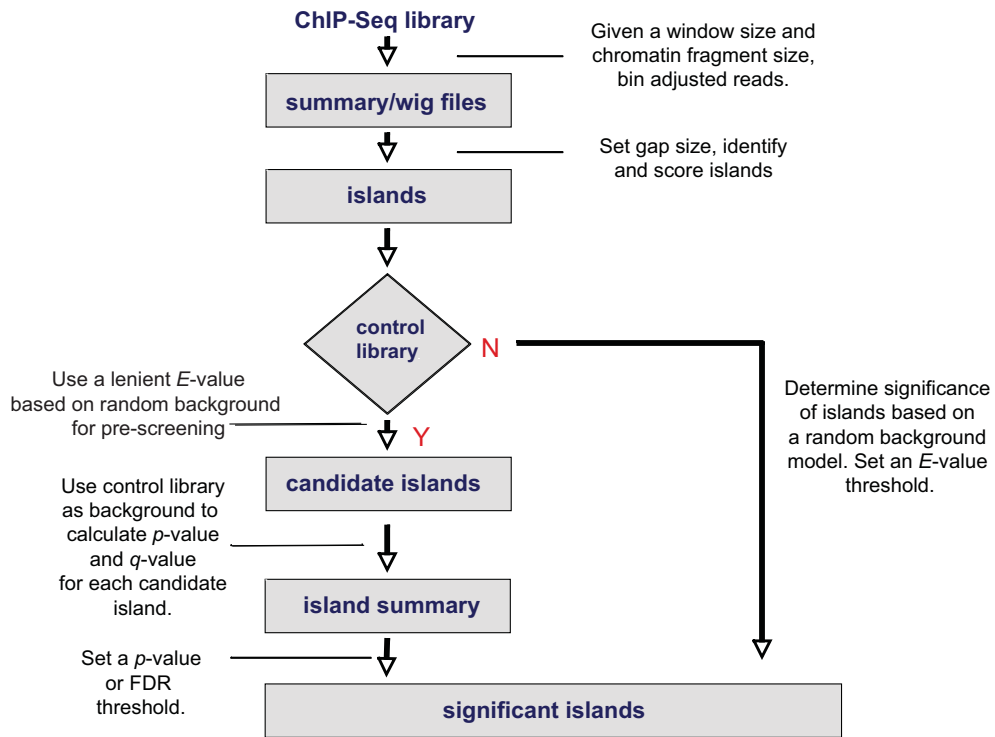 ChIP-Seq library
Given a window size and
chromatin fragment size,
bin adjusted reads.
summary/wig files
Set gap size, identify
and score islands
islands
control
library
N
Use a lenient E-value
based on random background
for pre-screening
Y
Determine significance
of islands based on
a random background
model. Set an E-value
threshold.
candidate islands
Use control library
as background to
calculate p-value
and q-value
for each candidate
island.
island summary
Set a p-value
or FDR
threshold.
significant islands